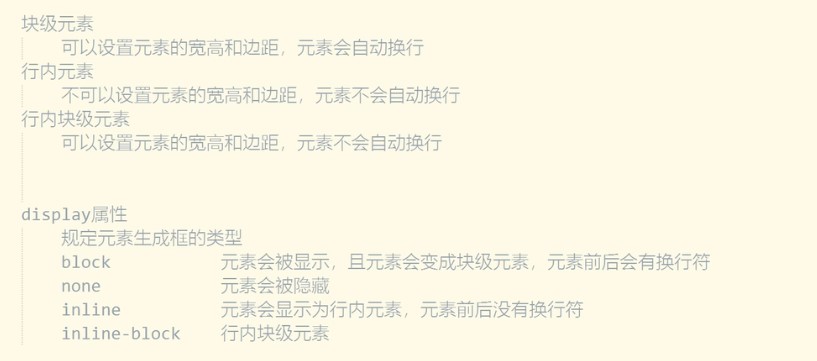 块级元素
可以设置元素的宽高和边距，元素会自动换行
行内元素
不可以设置元素的宽高和边距，元素不会自动换行
行内块级元素
可以设置元素的宽高和边距，元素不会自动换行
display属性
规定元素生成框的类型
block 元素会被显示，且元素会变成块级元素，元素前后会有换行符
none 元素会被隐藏
inline 元素会显示为行内元素，元素前后没有换行符
inline-block 行内块级元素